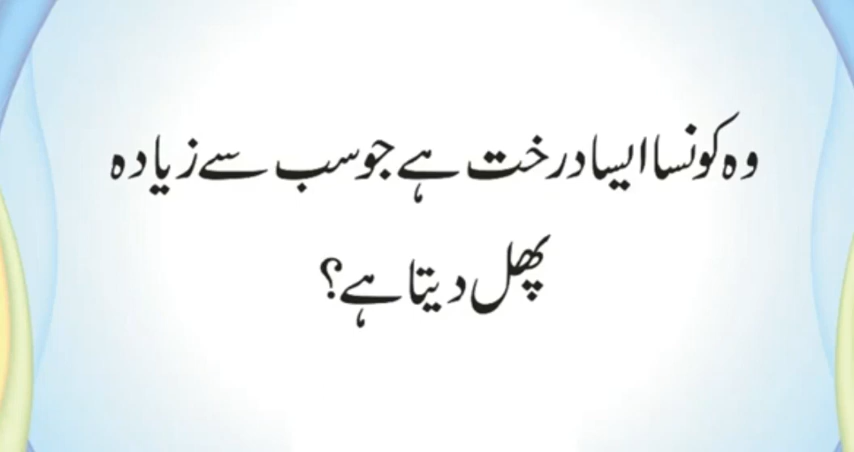 وہ کونسا ایسا درخت ہے جو سب سے زیادہ
پھل دیتا ہے؟